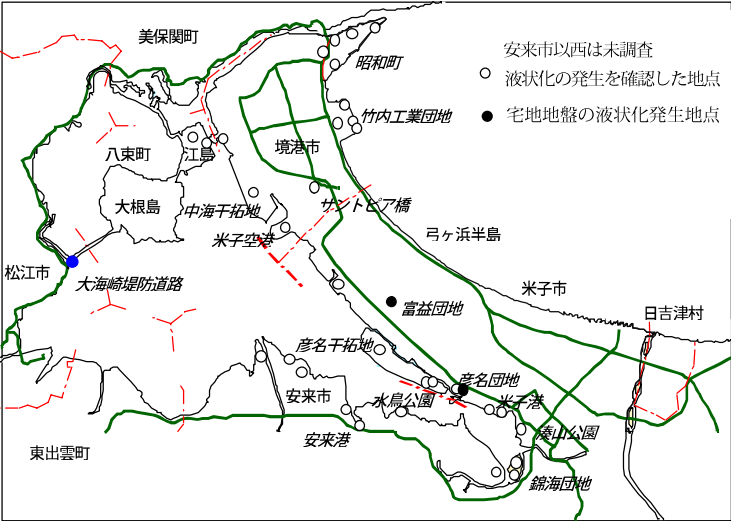 美保関町
安来市以西は未調査
昭和町
液状化の発生を確認した地点
竹内工業団地
宅地地盤の液状化発生地点
八束町
江島
境港市
大根島
中海干拓地
サントピア橋
米子空港
弓ヶ浜半島
松江市
大海崎堤防道路
米子市
富益団地
日吉津村
彦名干拓地
彦名団地
安来市
水鳥公園
米子港
安来港
湊山公園
東出雲町
錦海団地